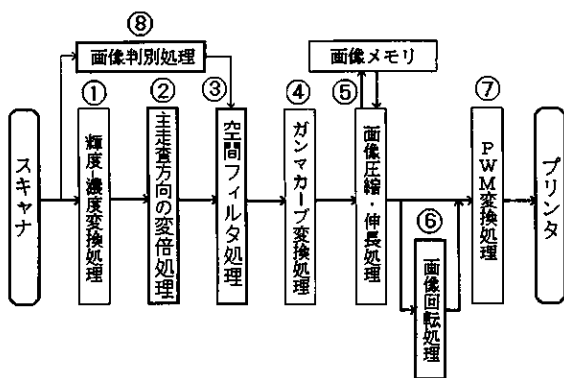 ⑧
画像判別処理
画像メモリ
①
②
③
④
⑤
⑦
スキャナ
輝度−濃度変換処理
主走査方向の変倍処理
空間フィルタ処理
ガンマカーブ変換処理
画像圧縮・伸長処理
PWM変換処理
プリンタ
⑥
画像回転処理